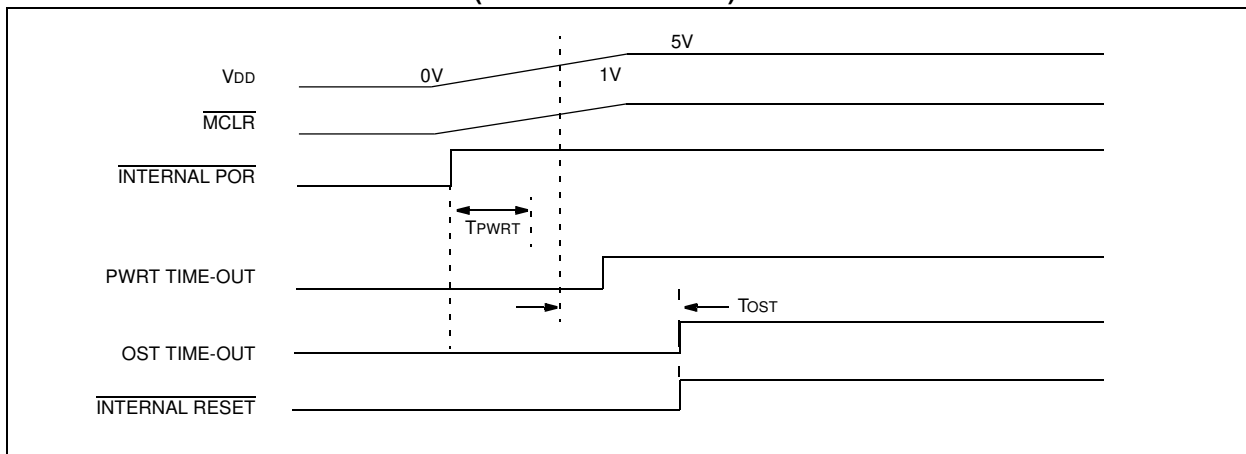 5V
VDD 0V 1V
MCLR
INTERNAL POR
TPWRT
PWRT TIME-OUT
TOST
OST TIME-OUT
INTERNAL RESET